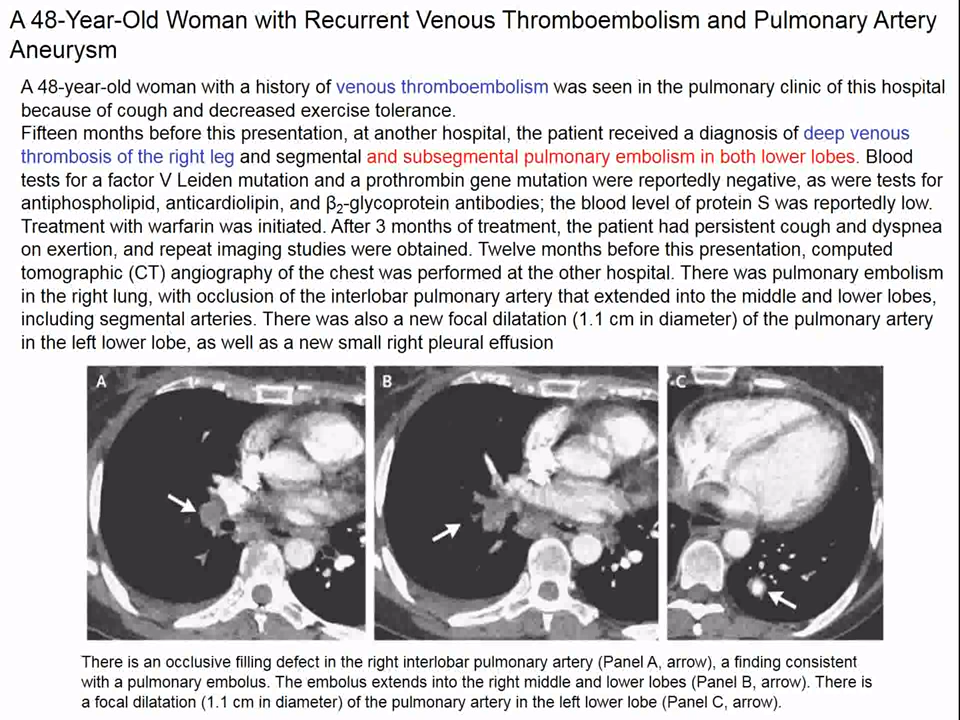 A 48-Year-Old Woman with Recurrent Venous Thromboembolism and Pulmonary Artery
Aneurysm
A 48-year-old woman with a history of venous thromboembolism was seen in the pulmonary clinic of this hospital
because of cough and decreased exercise tolerance.
Fifteen months before this presentation, at another hospital, the patient received a diagnosis of deep venous
thrombosis of the right leg and segmental and subsegmental pulmonary embolism in both lower lobes. Blood
tests for a factor V Leiden mutation and a prothrombin gene mutation were reportedly negative, as were tests for
antiphospholipid, anticardiolipin, and β2-glycoprotein antibodies; the blood level of protein S was reportedly low.
Treatment with warfarin was initiated. After 3 months of treatment, the patient had persistent cough and dyspnea
on exertion, and repeat imaging studies were obtained. Twelve months before this presentation, computed
tomographic (CT) angiography of the chest was performed at the other hospital. There was pulmonary embolism
in the right lung, with occlusion of the interlobar pulmonary artery that extended into the middle and lower lobes,
including segmental arteries. There was also a new focal dilatation (1.1 cm in diameter) of the pulmonary artery
in the left lower lobe, as well as a new small right pleural effusion
A
B
C
There is an occlusive filling defect in the right interlobar pulmonary artery (Panel A, arrow), a finding consistent
with a pulmonary embolus. The embolus extends into the right middle and lower lobes (Panel B, arrow). There is
a focal dilatation (1.1 cm in diameter) of the pulmonary artery in the left lower lobe (Panel C, arrow).